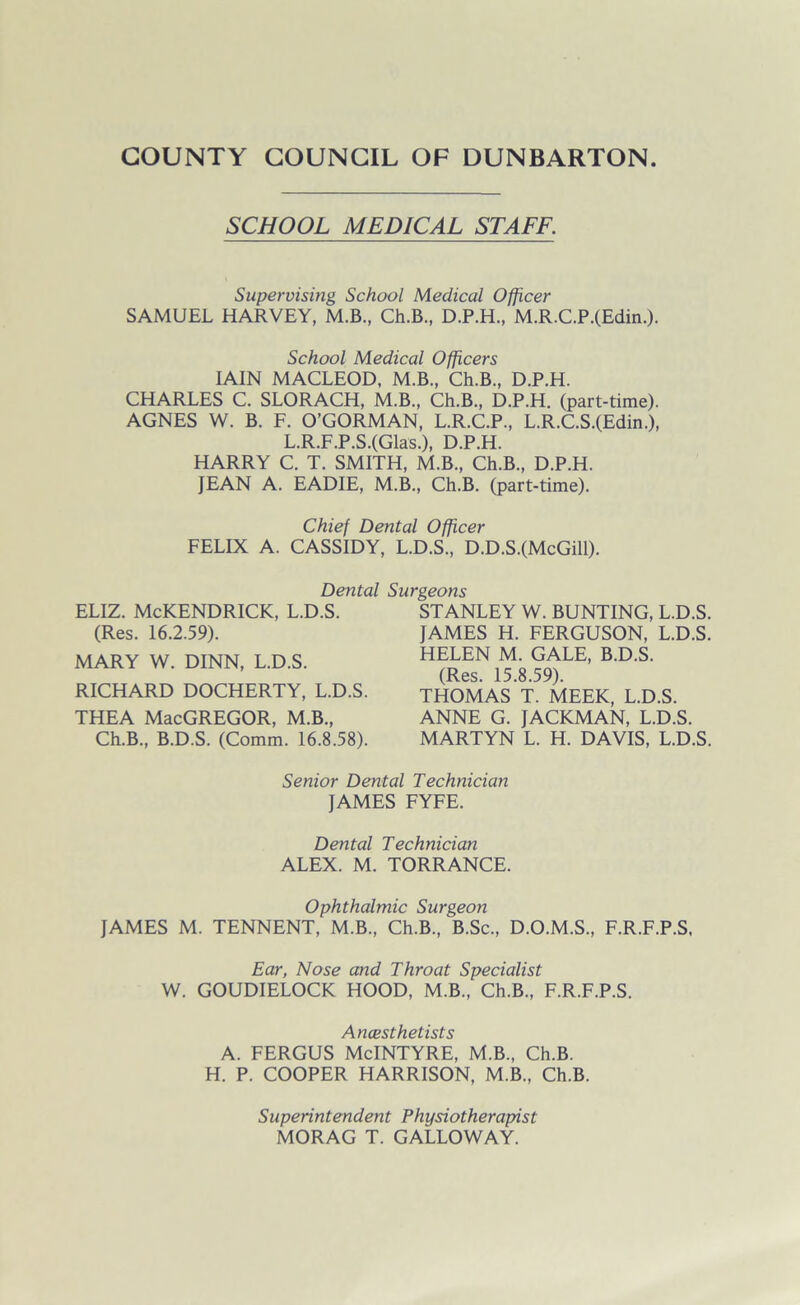 COUNTY COUNCIL OF DUNBARTON.
SCHOOL MEDICAL STAFF.
Supervising School Medical Officer
SAMUEL HARVEY, M.B., Ch.B., D.P.H., M.R.C.P.(Edin.).
School Medical Officers
IAIN MACLEOD, M.B., Ch.B., D.P.H.
CHARLES C. SLORACH, M.B., Ch.B., D.P.H. (part-time).
AGNES W. B. F. O'GORMAN, L.R.C.P., L.R.C.S.(Edin.),
L.R.F.P.S.(Glas.), D.P.H.
HARRY C. T. SMITH, M.B., Ch.B., D.P.H.
JEAN A. EADIE, M.B., Ch.B. (part-time).
Chief Dental Officer
FELIX A. CASSIDY, L.D.S., D.D.S.(McGill).
Dental Surgeons
ELIZ. McKENDRICK, L.D.S.
(Res. 16.2.59).
MARY W. DINN, L.D.S.
RICHARD DOCHERTY, L.D.S.
THEA MacGREGOR, M.B.,
Ch.B., B.D.S. (Comm. 16.8.58).
STANLEY W. BUNTING, L.D.S.
JAMES H. FERGUSON, L.D.S.
HELEN M. GALE, B.D.S.
(Res. 15.8.59).
THOMAS T. MEEK, L.D.S.
ANNE G. JACKMAN, L.D.S.
MARTYN L. H. DAVIS, L.D.S.
Senior Dental Technician
JAMES FYFE.
Dental Technician
ALEX. M. TORRANCE.
Ophthalmic Surgeon
JAMES M. TENNENT, M.B., Ch.B., B.Sc., D.O.M.S., F.R.F.P.S,
Ear, Nose and Throat Specialist
W. GOUDIELOCK HOOD, M.B., Ch.B., F.R.F.P.S.
Anæsthetists
A. FERGUS McINTYRE, M.B., Ch.B.
H. P. COOPER HARRISON, M.B., Ch.B.
Superintendent Physiotherapist
MORAG T. GALLOWAY.